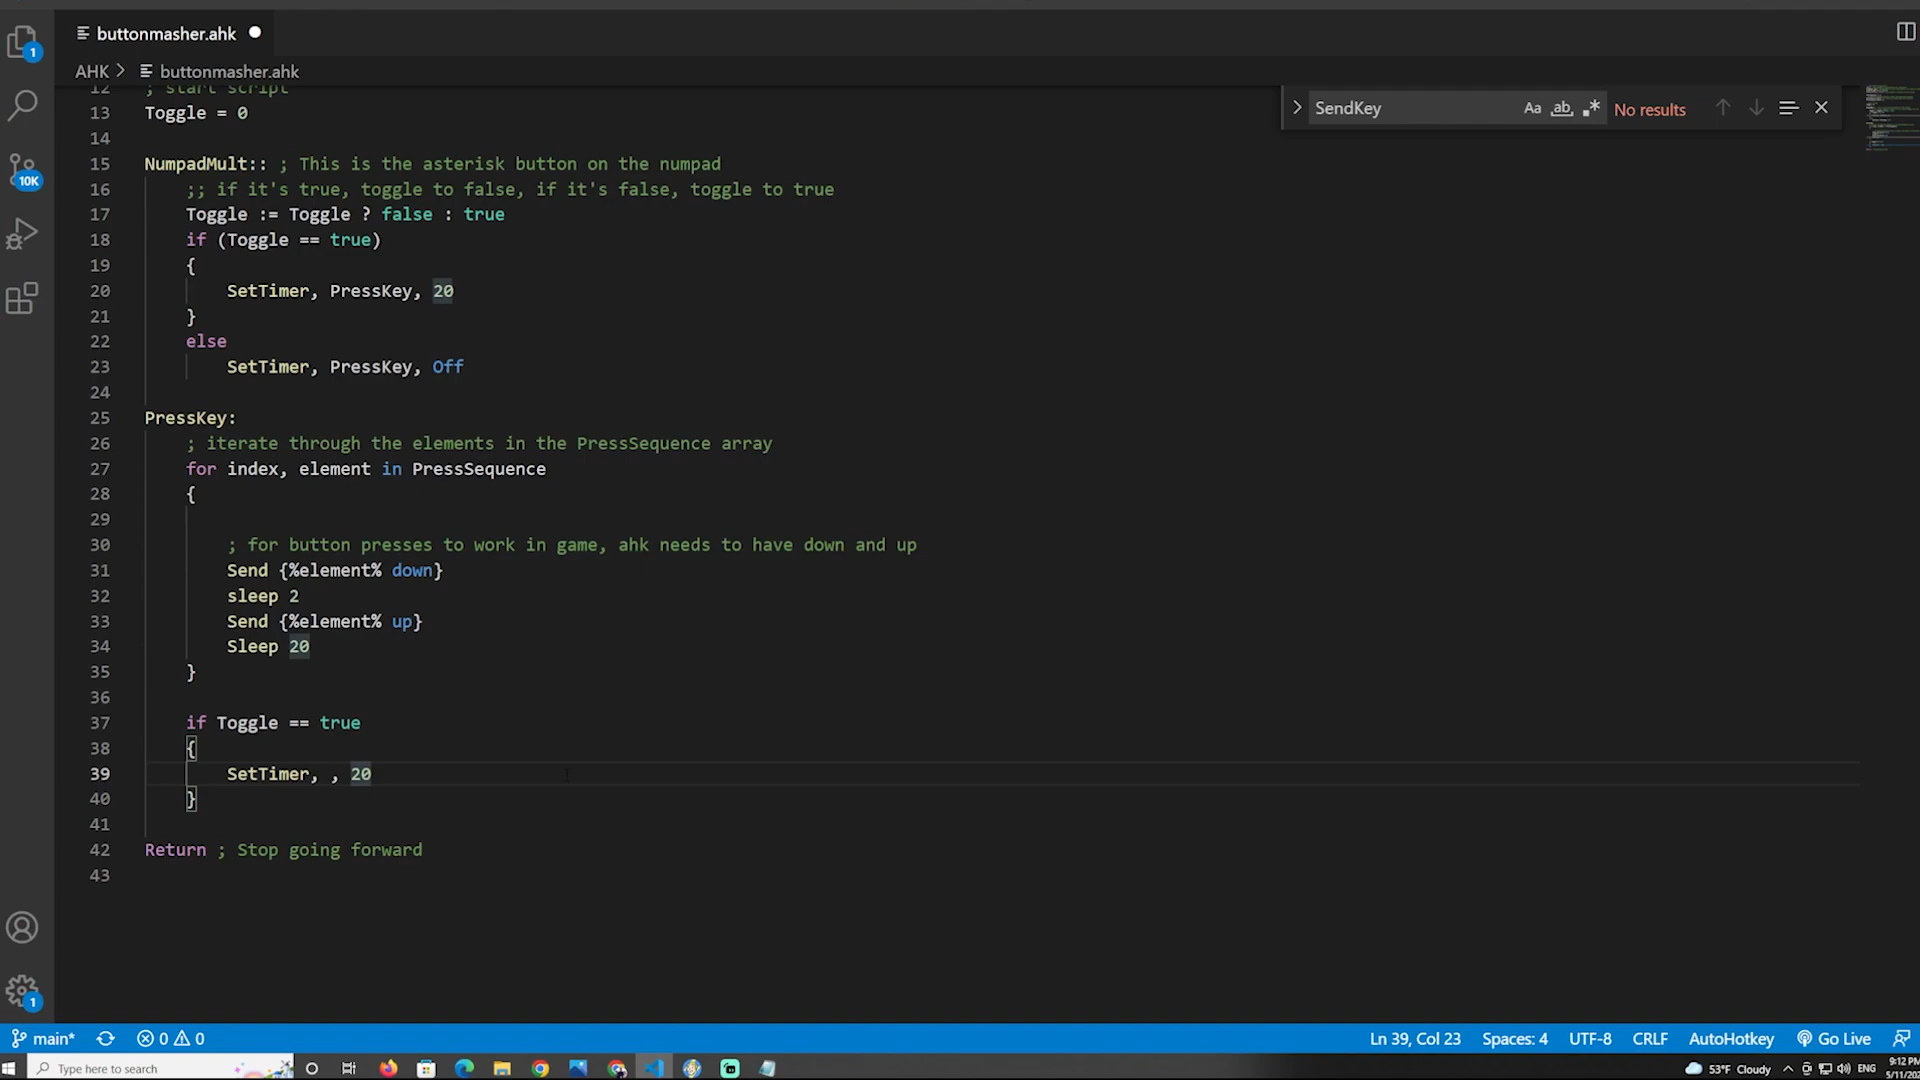 buttonmasher.ahk
1
AHK > buttonmasher.ahk
SendKey
Aa
ab
No results
12 ; start script
13 Toggle = 0
14
15 NumpadMult:: ; This is the asterisk button on the numpad
16 ;; if it's true, toggle to false, if it's false, toggle to true
17 Toggle := Toggle ? false : true
18 if (Toggle == true)
19 {
20 SetTimer, PressKey, 20
21 }
22 else
23 SetTimer, PressKey, Off
24
25 PressKey:
26 ; iterate through the elements in the PressSequence array
27 for index, element in PressSequence
28 {
29
30 ; for button presses to work in game, ahk needs to have down and up
31 Send {%element% down}
32 sleep 2
33 Send {%element% up}
34 Sleep 20
35 }
36
37 if Toggle == true
38 {
39 SetTimer, , 20
40 }
41
42 Return ; Stop going forward
43
10K
1
main*
0
0
Ln 39, Col 23
Spaces: 4
UTF-8
CRLF
AutoHotkey
Go Live
Type here to search
53°F Cloudy
ENG
9:12 PM